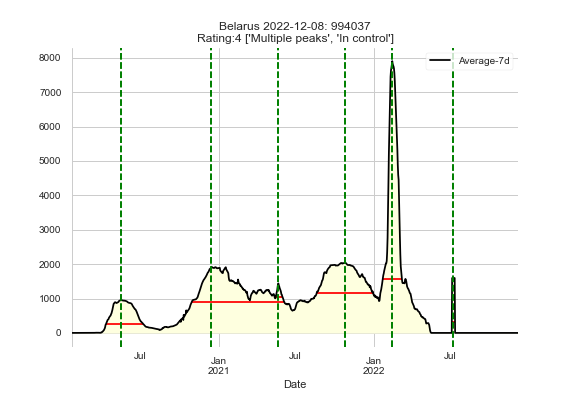 Belarus 2022-12-08: 994037
Rating:4 ['Multiple peaks', 'In control']
Average-7d
8000
7000
6000
5000
4000
3000
2000
1000
0
Jul
Jan
2021
Jul
Jan
2022
Jul
Date